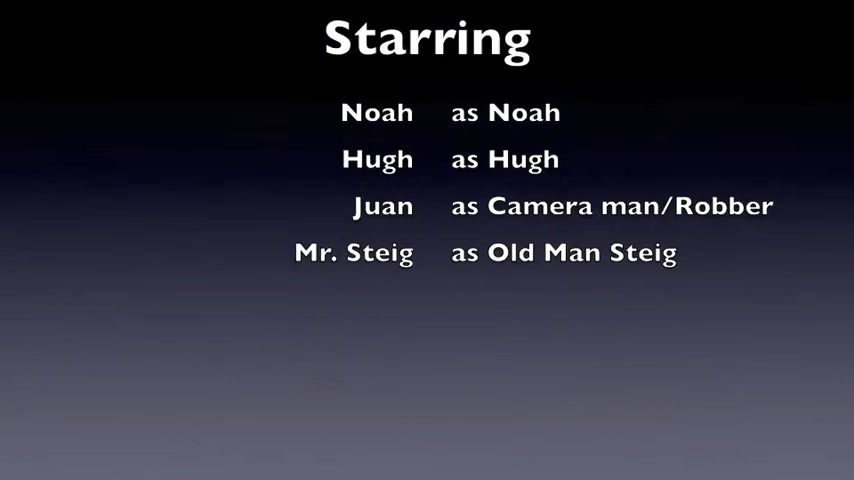 Starring
Noah as Noah
Hugh as Hugh
Juan as Camera man/Robber
Mr. Steig as Old Man Steig